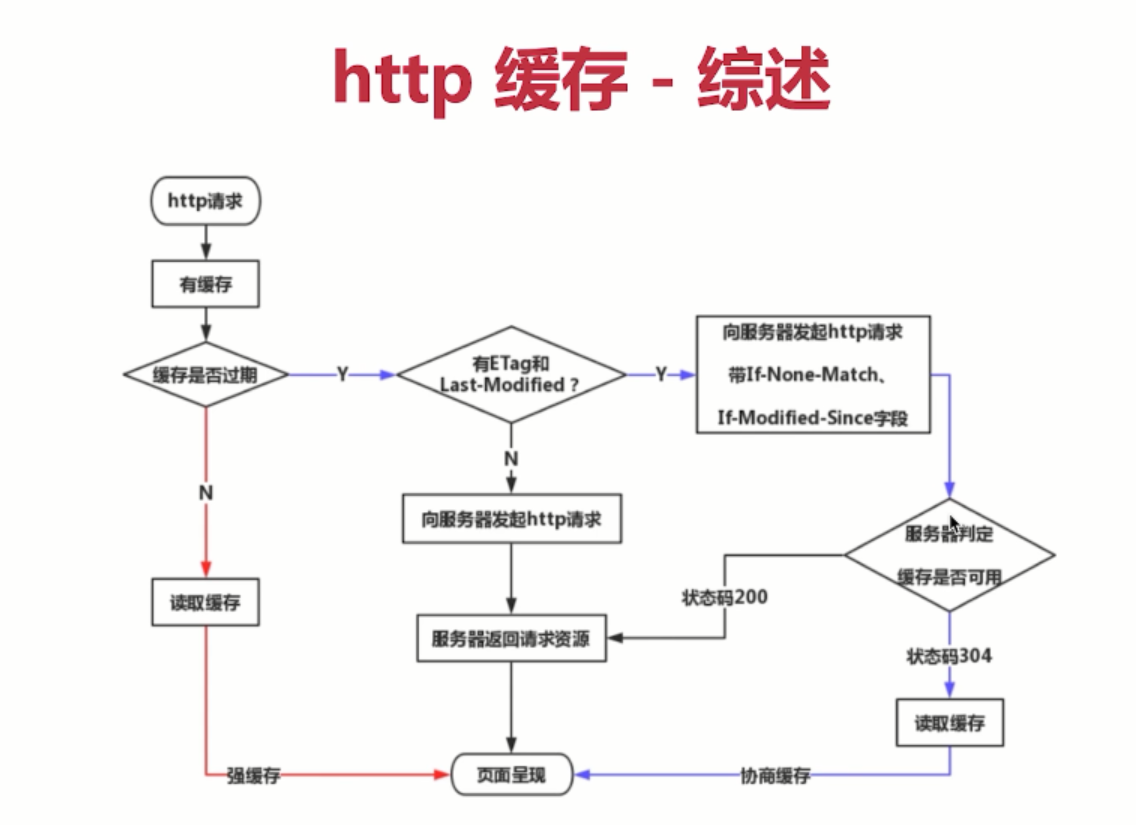 http 缓存 - 综述
http请求
有缓存
缓存是否过期
Y
有ETag和
Last-Modified ?
Y
向服务器发起http请求
带If-None-Match、
If-Modified-Since字段
N
N
向服务器发起http请求
服务器判定
缓存是否可用
读取缓存
状态码200
服务器返回请求资源
状态码304
读取缓存
强缓存
页面呈现
协商缓存